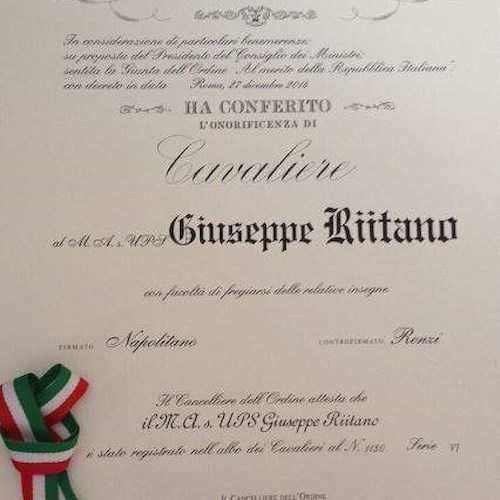 In considerazione di particolari benemerenze;
su proposta del Presidente del Consiglio dei Ministri;
sentita la Giunta dell'Ordine "Al merito della Repubblica Italiana";
con decreto in data Roma, 27 dicembre 2014
HA CONFERITO
L'ONORIFICENZA DI
Cavaliere
al M. A. s. UPS Giuseppe Riitano
con facoltà di fregiarsi delle relative insegne.
FIRMATO Napolitano CONTROFIRMATO Renzi
Il Cancelliere dell'Ordine attesta che
il M. A. s. UPS Giuseppe Riitano
è stato registrato nell'albo dei Cavalieri al N. 1130 Serie VI
IL CANCELLIERE DELL'ORDINE